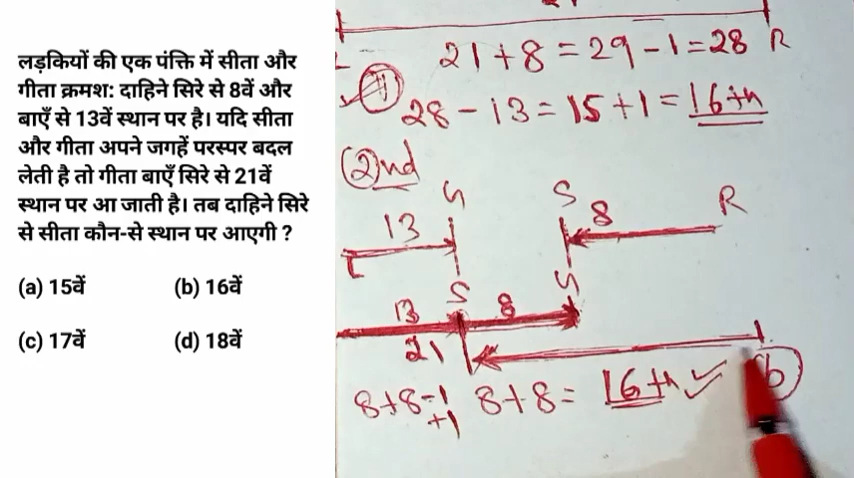 लड़कियों की एक पंक्ति में सीता और
गीता क्रमश: दाहिने सिरे से 8वें और
बाएँ से 13वें स्थान पर है। यदि सीता
और गीता अपने जगहें परस्पर बदल
लेती है तो गीता बाएँ सिरे से 21वें
स्थान पर आ जाती है। तब दाहिने सिरे
से सीता कौन-से स्थान पर आएगी ?
(a) 15वें (b) 16वें
(c) 17वें (d) 18वें
21 + 8 = 29 - 1 = 28 R
28 - 13 = 15 + 1 = 16th
(2)nd
G S R
13 8
S G
13 8
21
8+8-1 8+8 = 16th b
+1